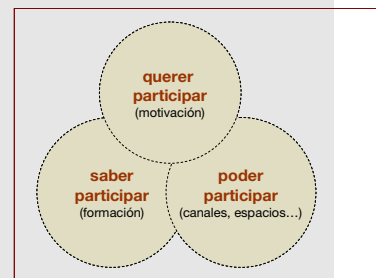 querer
participar
(motivación)
saber
participar
(formación)
poder
participar
(canales, espacios...)